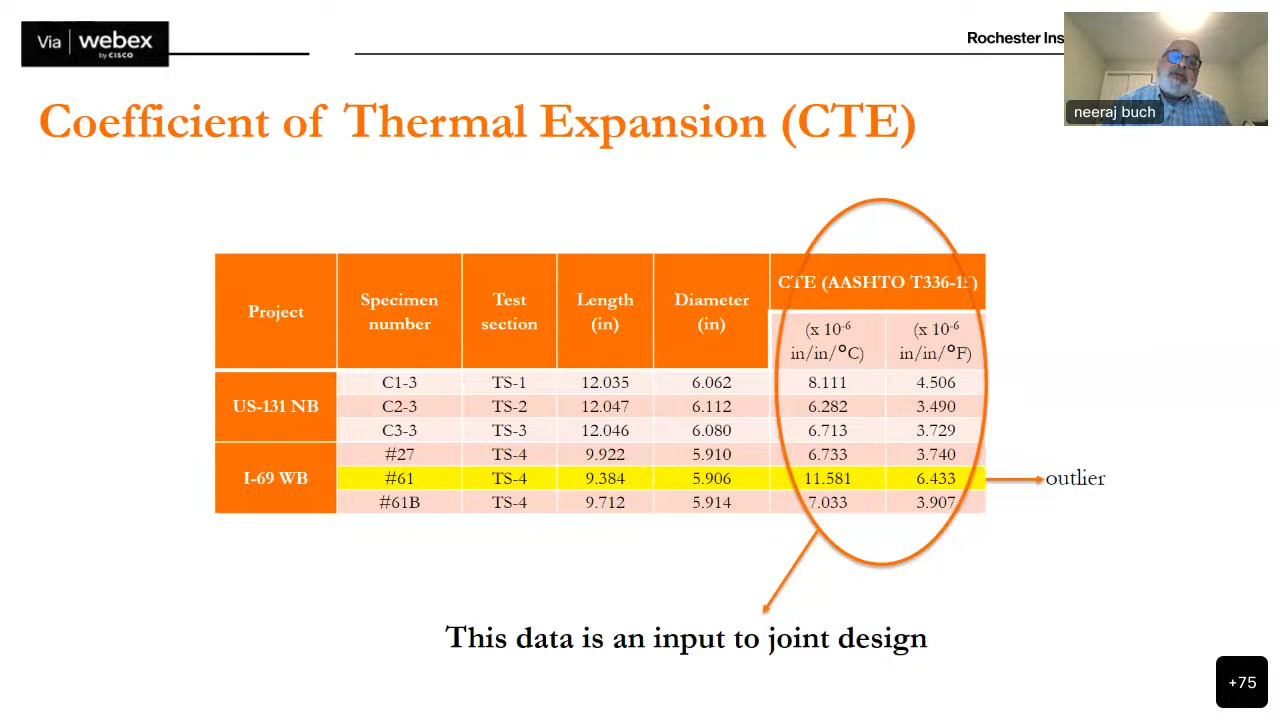 Via webex
by CISCO
Rochester Ins
neeraj buch
Coefficient of Thermal Expansion (CTE)
Project Specimen number Test section Length (in) Diameter (in) CTE (AASHTO T336-15)
(x 10-6 in/in/°C) (x 10-6 in/in/°F)
US-131 NB
C1-3 TS-1 12.035 6.062 8.111 4.506
C2-3 TS-2 12.047 6.112 6.282 3.490
C3-3 TS-3 12.046 6.080 6.713 3.729
I-69 WB
#27 TS-4 9.922 5.910 6.733 3.740
#61 TS-4 9.384 5.906 11.581 6.433 outlier
#61B TS-4 9.712 5.914 7.033 3.907
This data is an input to joint design
+75